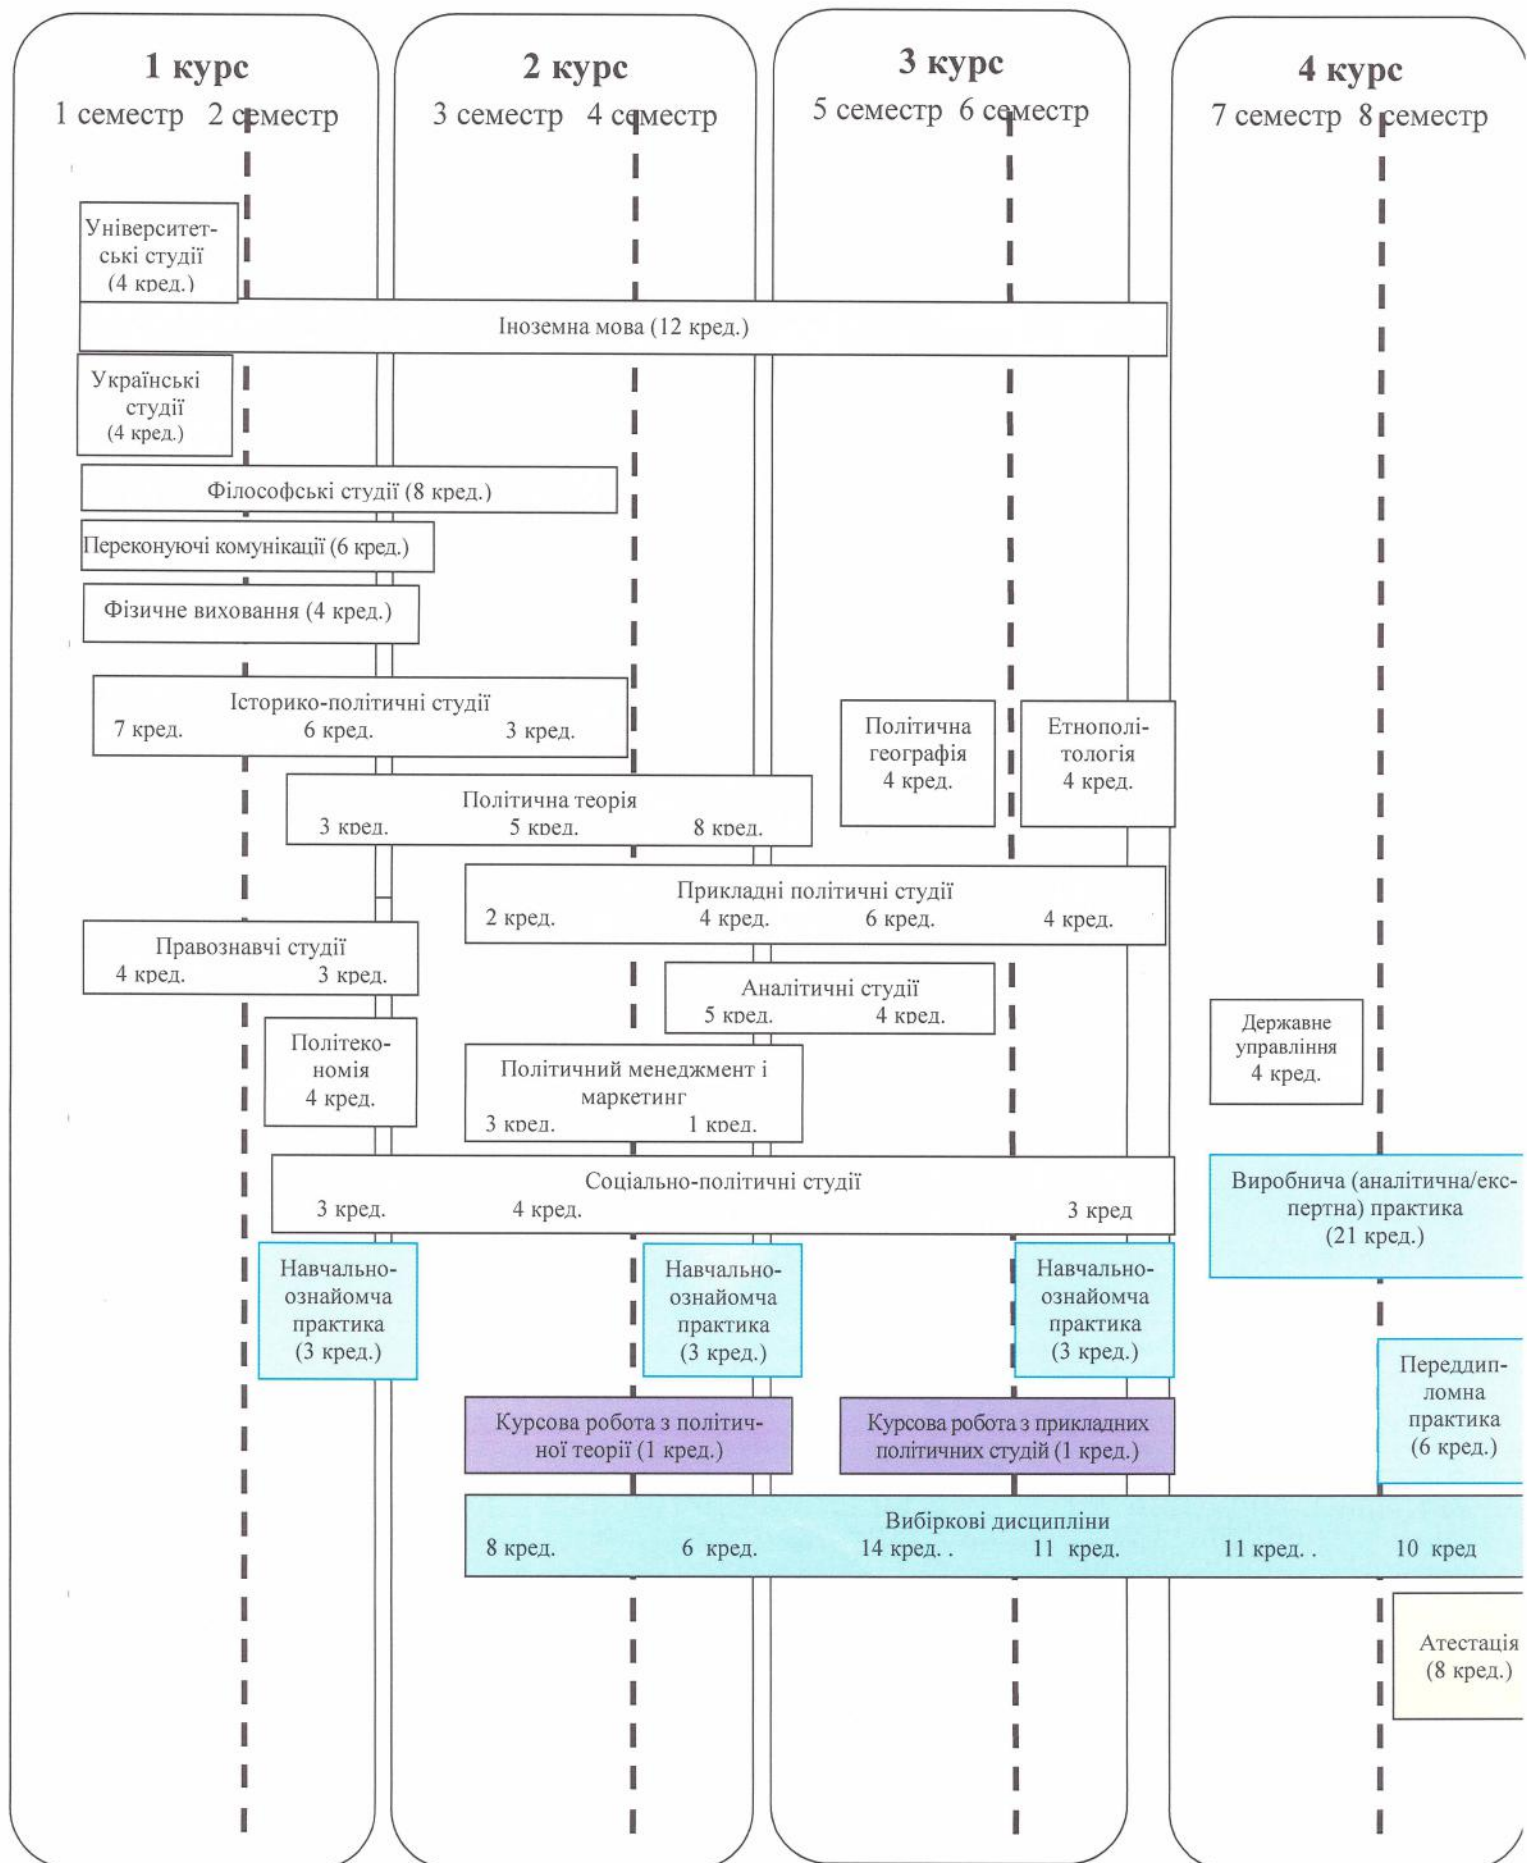 1 курс
1 семестр 2 семестр
2 курс
3 семестр 4 семестр
3 курс
5 семестр 6 семестр
4 курс
7 семестр 8 семестр
Університет-
ські студії
(4 кред.)
Іноземна мова (12 кред.)
Українські
студії
(4 кред.)
Філософські студії (8 кред.)
Переконуючі комунікації (6 кред.)
Фізичне виховання (4 кред.)
Історико-політичні студії
7 кред. 6 кред. 3 кред.
Політична
географія
4 кред.
Етнополі-
тологія
4 кред.
Політична теорія
3 кред. 5 кред. 8 кред.
Прикладні політичні студії
2 кред. 4 кред. 6 кред. 4 кред.
Правознавчі студії
4 кред. 3 кред.
Аналітичні студії
5 кред. 4 кред.
Політеко-
номія
4 кред.
Політичний менеджмент і
маркетинг
3 кред. 1 кред.
Державне
управління
4 кред.
Соціально-політичні студії
3 кред. 4 кред. 3 кред
Виробнича (аналітична/екс-
пертна) практика
(21 кред.)
Навчально-
ознайомча
практика
(3 кред.)
Навчально-
ознайомча
практика
(3 кред.)
Навчально-
ознайомча
практика
(3 кред.)
Переддип-
ломна
практика
(6 кред.)
Курсова робота з політич-
ної теорії (1 кред.)
Курсова робота з прикладних
політичних студій (1 кред.)
Вибіркові дисципліни
8 кред. 6 кред. 14 кред. . 11 кред. 11 кред. . 10 кред
Атестація
(8 кред.)